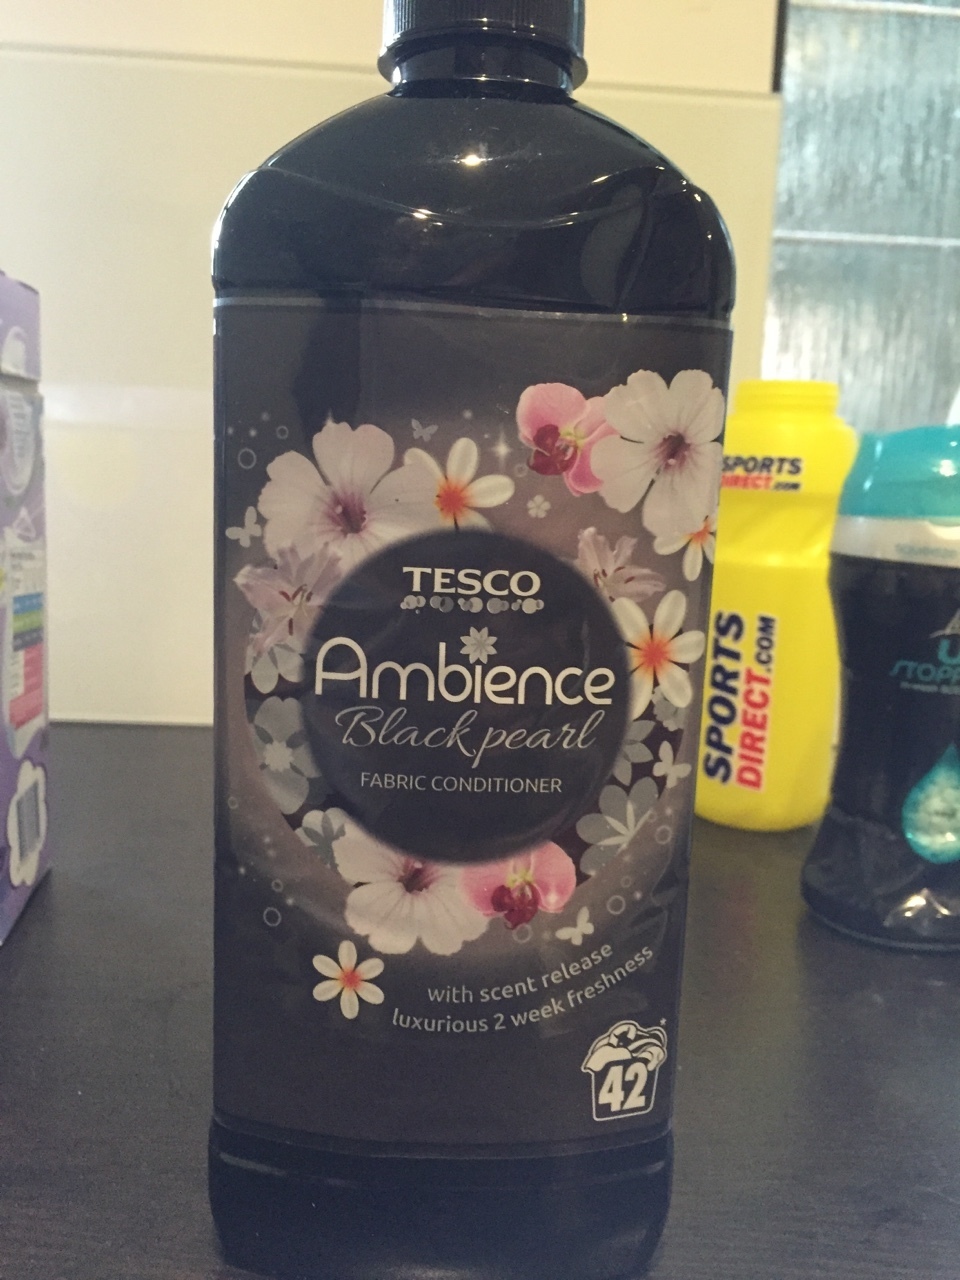 TESCO
Ambience
Black pearl
FABRIC CONDITIONER
with scent release
luxurious 2 week freshness
42
SPORTS
DIRECT.COM
SPORTS
DIRECT.COM